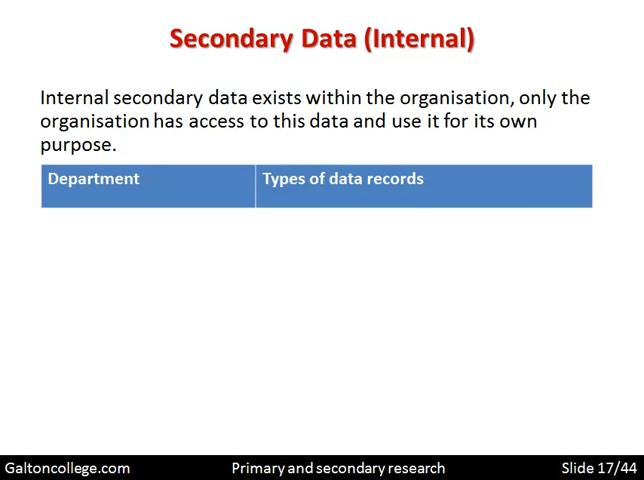 Secondary Data (Internal)
Internal secondary data exists within the organisation, only the
organisation has access to this data and use it for its own
purpose.
Department Types of data records
Galtoncollege.com Primary and secondary research Slide 17/44